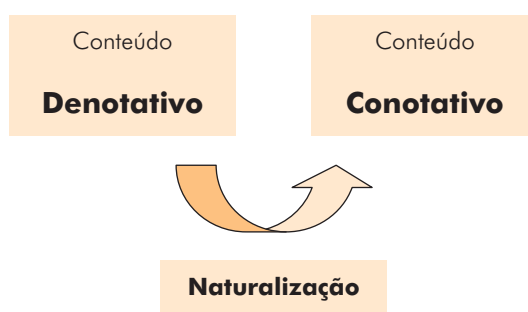 Conteúdo
Denotativo
Conteúdo
Conotativo
Naturalização